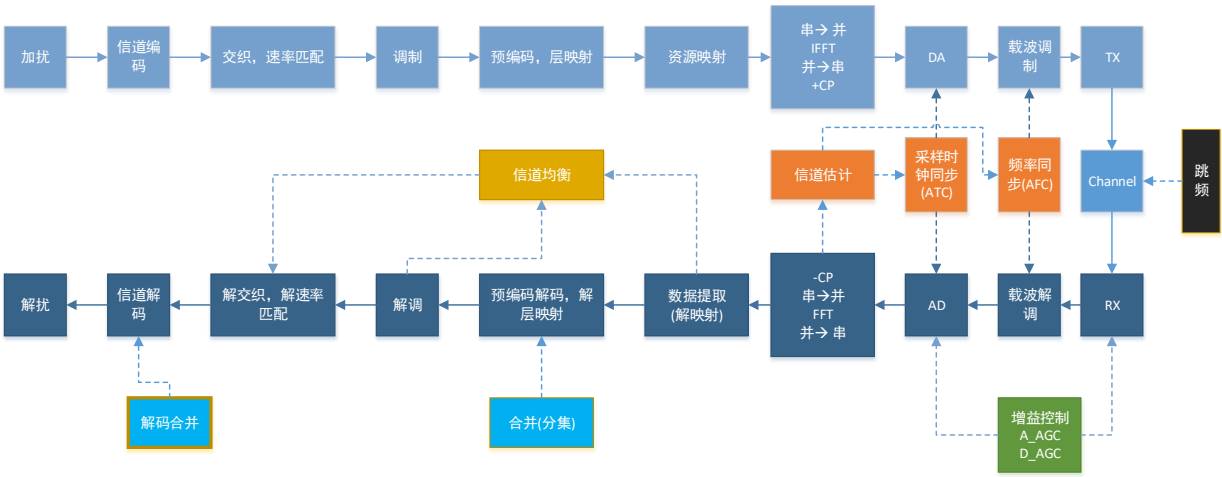 加扰
信道编
码
交织，速率匹配
调制
预编码，层映射
资源映射
串→ 并
IFFT
并→串
+CP
DA
载波调
制
TX
信道均衡
信道估计
采样时
钟同步
(ATC)
频率同
步(AFC)
Channel
跳
频
解扰
信道解
码
解交织，解速率
匹配
解调
预编码解码，解
层映射
数据提取
(解映射)
-CP
串→并
FFT
并→ 串
AD
载波解
调
RX
解码合并
合并(分集)
增益控制
A_AGC
D_AGC